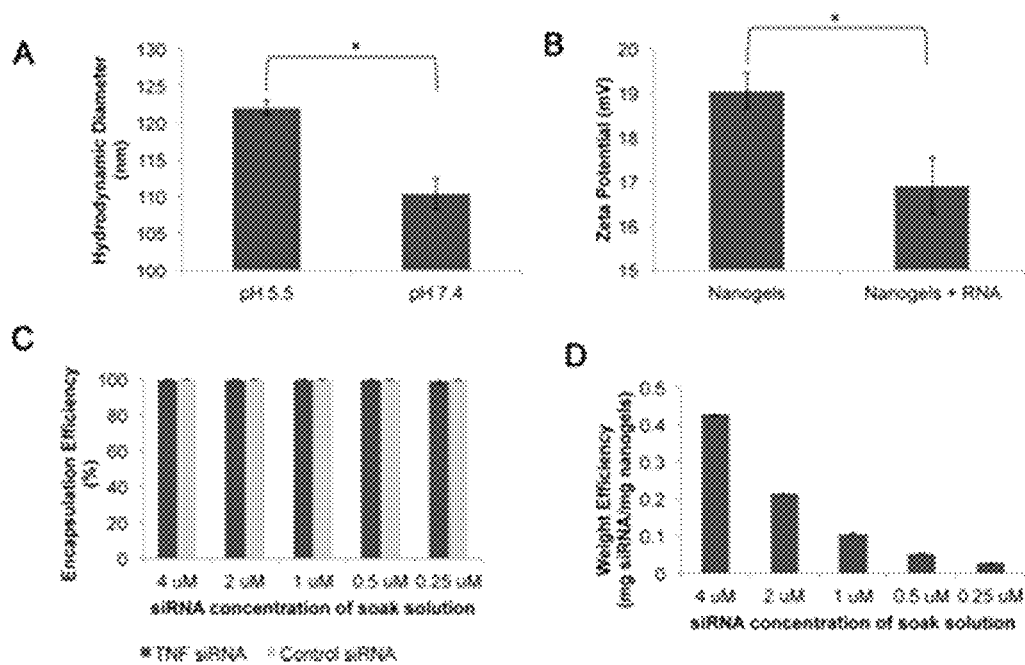 A
*
130
125
120
115
110
105
100
Hydrodynamic Diameter
(nm)
pH 5.5
pH 7.4
B
*
20
19
18
17
16
15
Zeta Potential (mV)
Nanogels
Nanogels + RNA
C
100
80
60
40
20
0
Encapsulation Efficiency
(%)
4 uM
2 uM
1 uM
0.5 uM
0.25 uM
siRNA concentration of soak solution
TNF siRNA
Control siRNA
D
0.5
0.4
0.3
0.2
0.1
0
Weight Efficiency
(mg siRNA/mg nanogels)
4 uM
2 uM
1 uM
0.5 uM
0.25 uM
siRNA concentration of soak solution